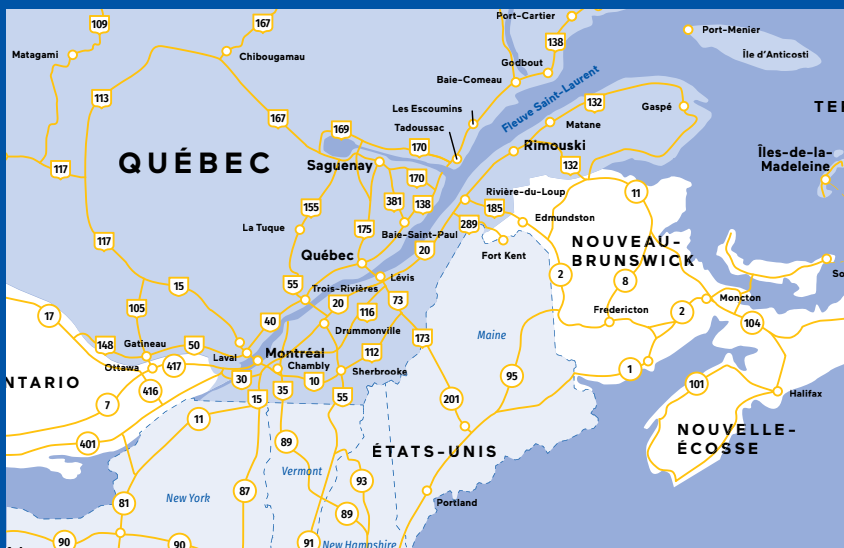 109
167
Port-Cartier
Port-Menier
Matagami
Chibougamau
138
Île d'Anticosti
Godbout
Baie-Comeau
113
Les Escoumins
Fleuve Saint-Laurent
132
Gaspé
167
169
Tadoussac
Matane
170
Rimouski
QUÉBEC
Saguenay
132
Îles-de-la-
Madeleine
117
170
155
381
138
Rivière-du-Loup
185
11
La Tuque
175
Baie-Saint-Paul
289
Edmundston
117
20
Fort Kent
NOUVEAU-
BRUNSWICK
Québec
15
55
Lévis
2
8
Trois-Rivières
20
73
Moncton
105
116
Fredericton
2
17
40
Drummonville
173
Maine
104
148
Gatineau
50
Laval
Montréal
112
Ottawa
417
Chambly
1
NTARIO
30
10
Sherbrooke
95
101
416
35
15
55
201
Halifax
7
11
401
89
ÉTATS-UNIS
NOUVELLE-
ÉCOSSE
Vermont
93
New York
87
81
89
Portland
90
90
91
New Hampshire